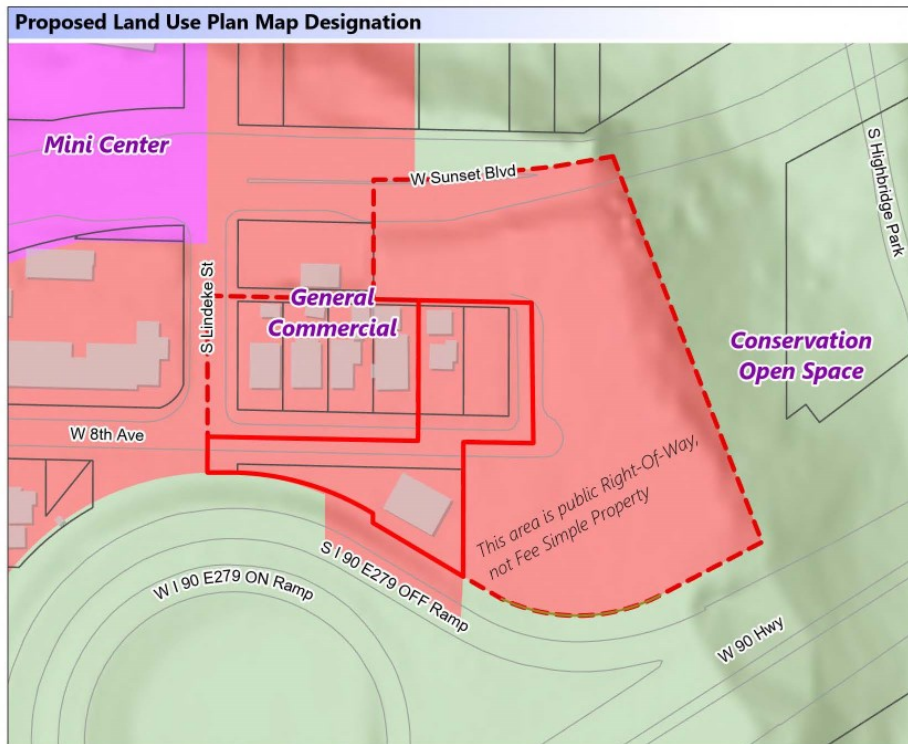 Proposed Land Use Plan Map Designation
Mini Center
W Sunset Blvd
S Highbridge Park
S Lindeke St
General
Commercial
Conservation
Open Space
W 8th Ave
This area is public Right-Of-Way,
not Fee Simple Property
W I 90 E279 ON Ramp
S I 90 E279 OFF Ramp
W 90 Hwy